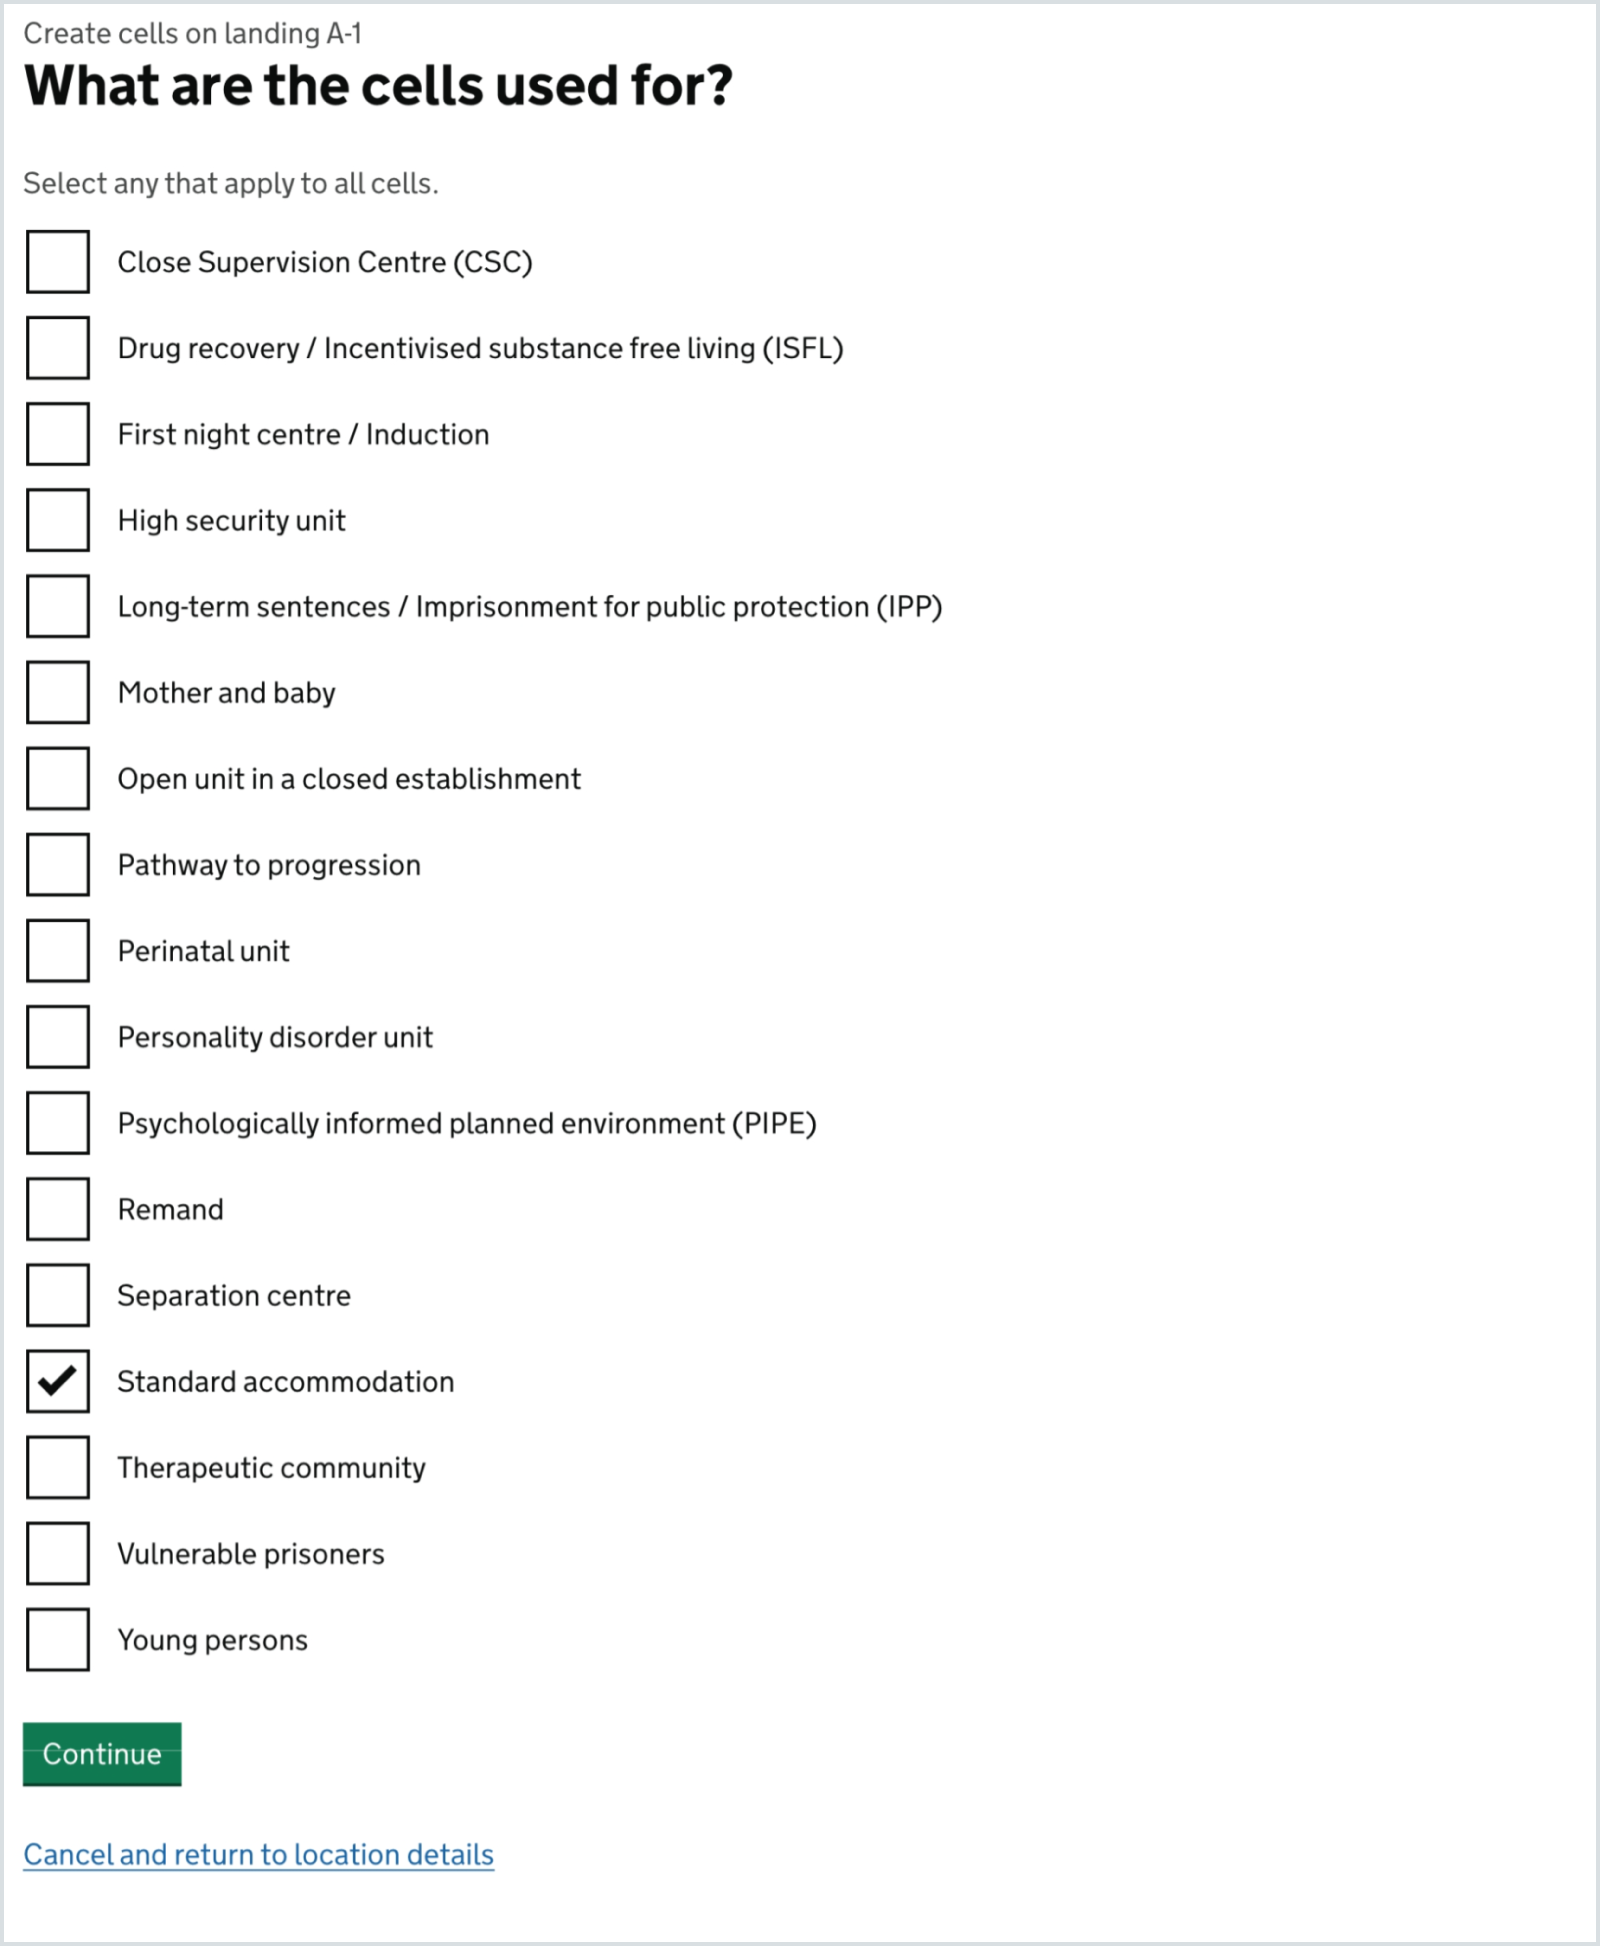 Create cells on landing A-1
What are the cells used for?
Select any that apply to all cells.
Close Supervision Centre (CSC)
Drug recovery / Incentivised substance free living (ISFL)
First night centre / Induction
High security unit
Long-term sentences / Imprisonment for public protection (IPP)
Mother and baby
Open unit in a closed establishment
Pathway to progression
Perinatal unit
Personality disorder unit
Psychologically informed planned environment (PIPE)
Remand
Separation centre
Standard accommodation
Therapeutic community
Vulnerable prisoners
Young persons
Continue
Cancel and return to location details